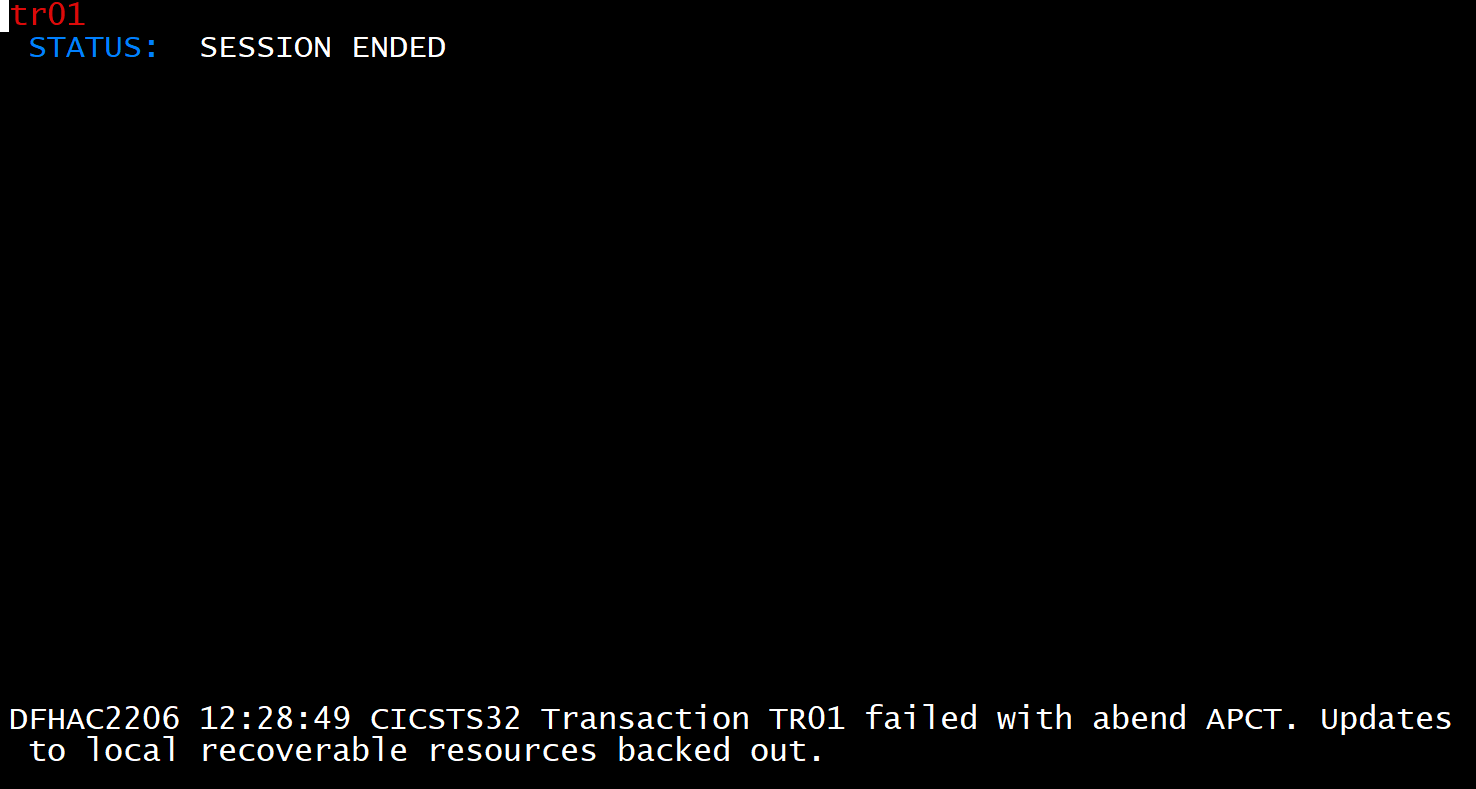 tr01
STATUS: SESSION ENDED
DFHAC2206 12:28:49 CICSTS32 Transaction TR01 failed with abend APCT. Updates
to local recoverable resources backed out.